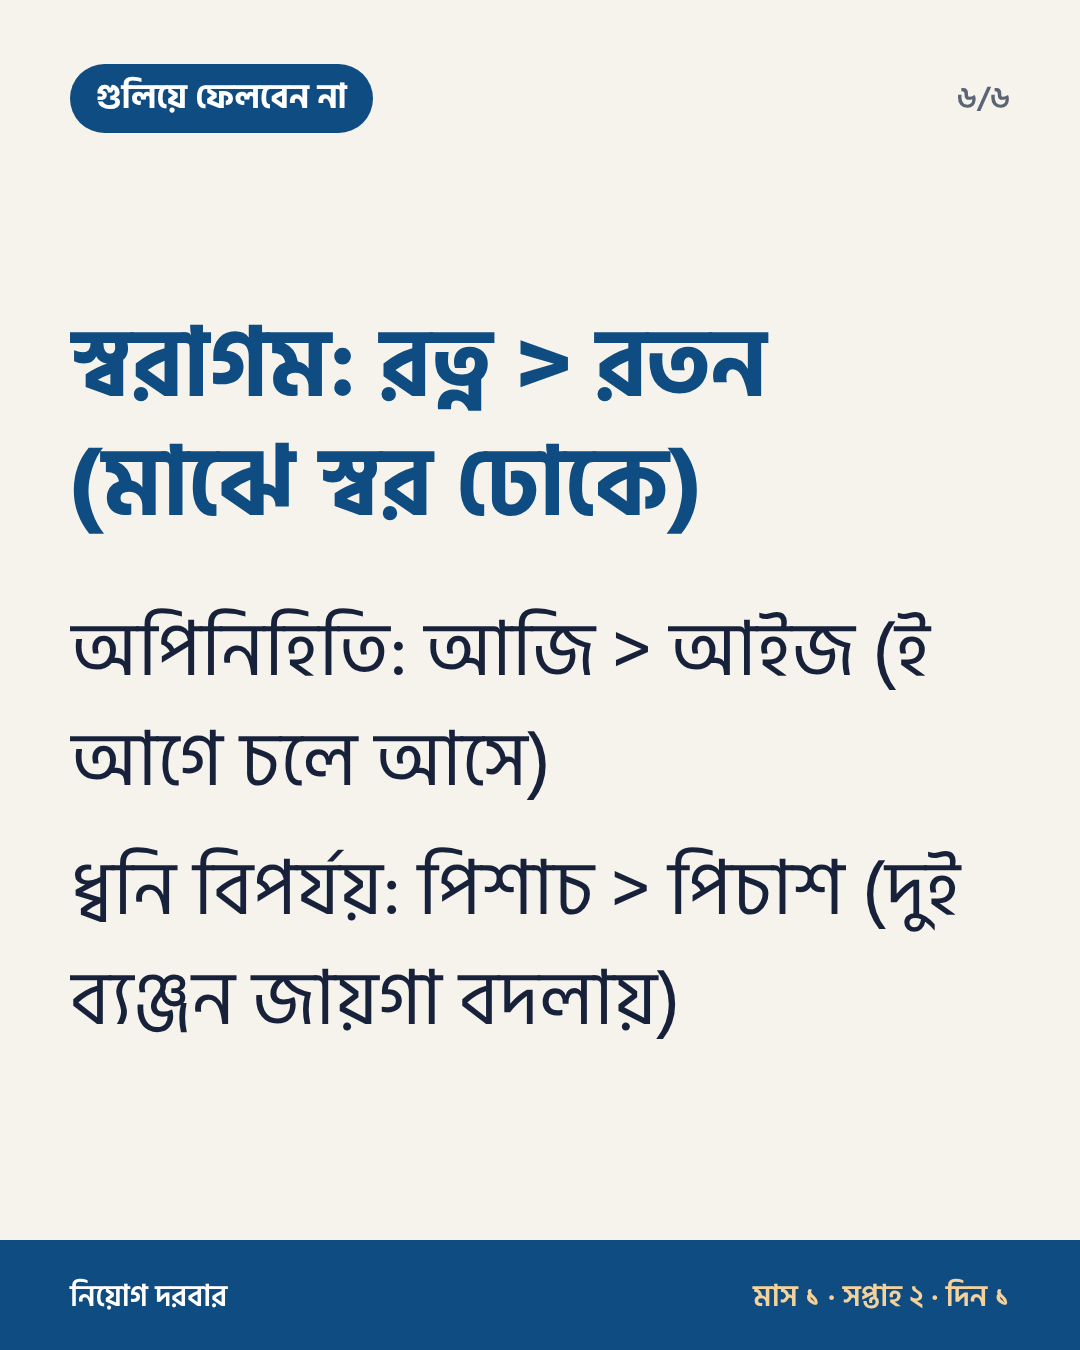 গুলিয়ে ফেলবেন না
৬/৬
স্বরাগম: রত্ন > রতন
(মাঝে স্বর ঢোকে)
অপিনিহিতি: আজি > আইজ (ই
আগে চলে আসে)
ধ্বনি বিপর্যয়: পিশাচ > পিচাশ (দুই
ব্যঞ্জন জায়গা বদলায়)
নিয়োগ দরবার
মাস ১ · সপ্তাহ ২ · দিন ১